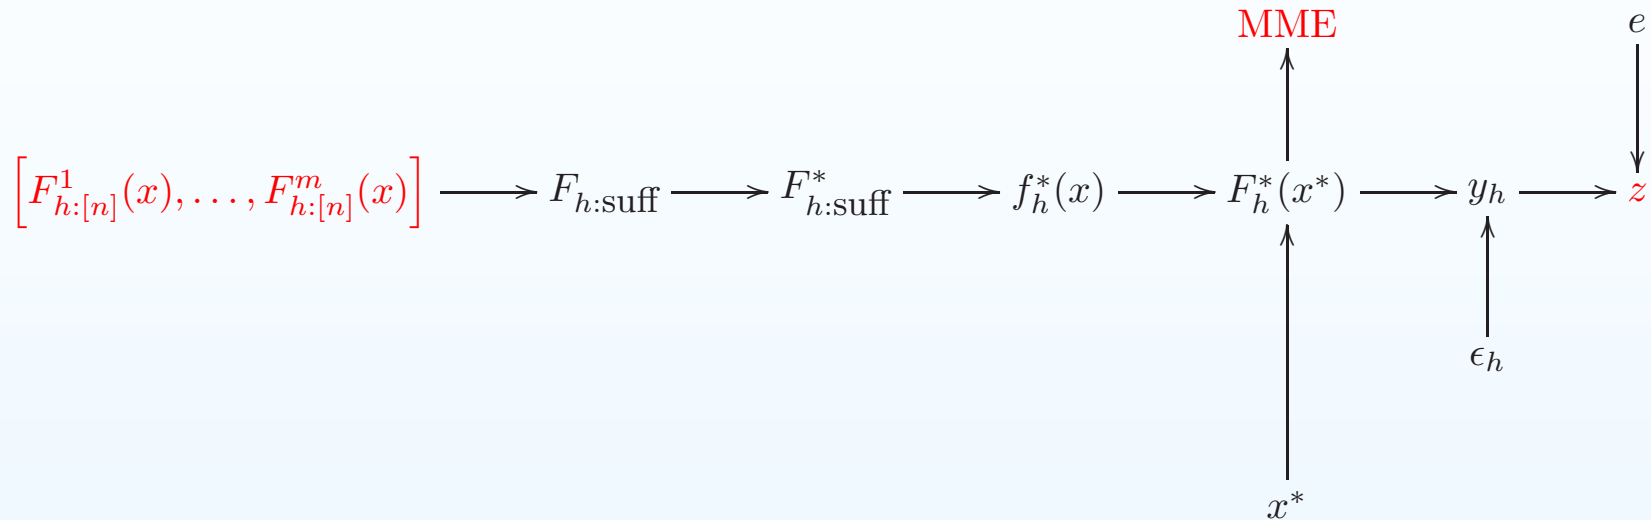 MME e
[F^1_{h:[n]}(x), ..., F^m_{h:[n]}(x)] → F_{h:suff} → F^*_{h:suff} → f^*_h(x) → F^*_h(x^*) → y_h → z
ϵ_h
x^*